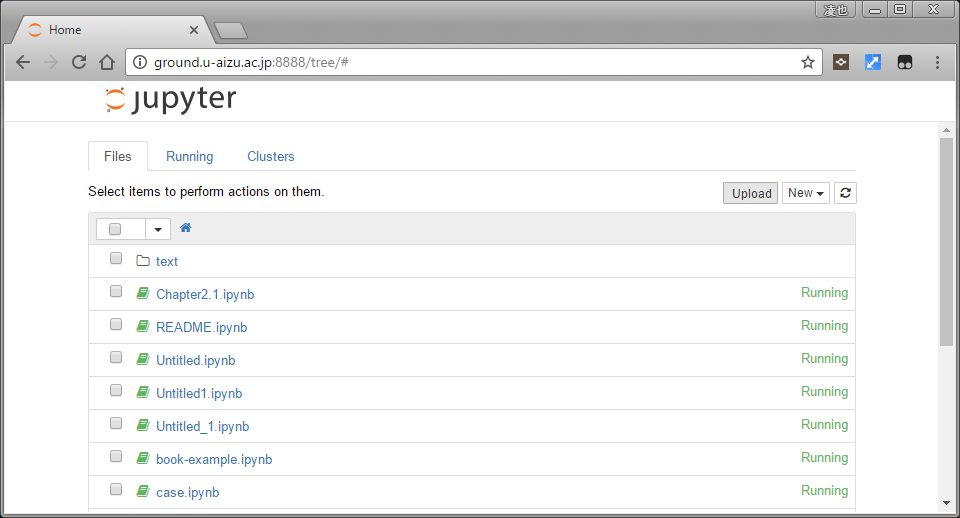 凌也
Home
ground.u-aizu.ac.jp:8888/tree/#
jupyter
Files Running Clusters
Select items to perform actions on them. Upload New
text
Chapter2.1.ipynb Running
README.ipynb Running
Untitled.ipynb Running
Untitled1.ipynb Running
Untitled_1.ipynb Running
book-example.ipynb Running
case.ipynb Running